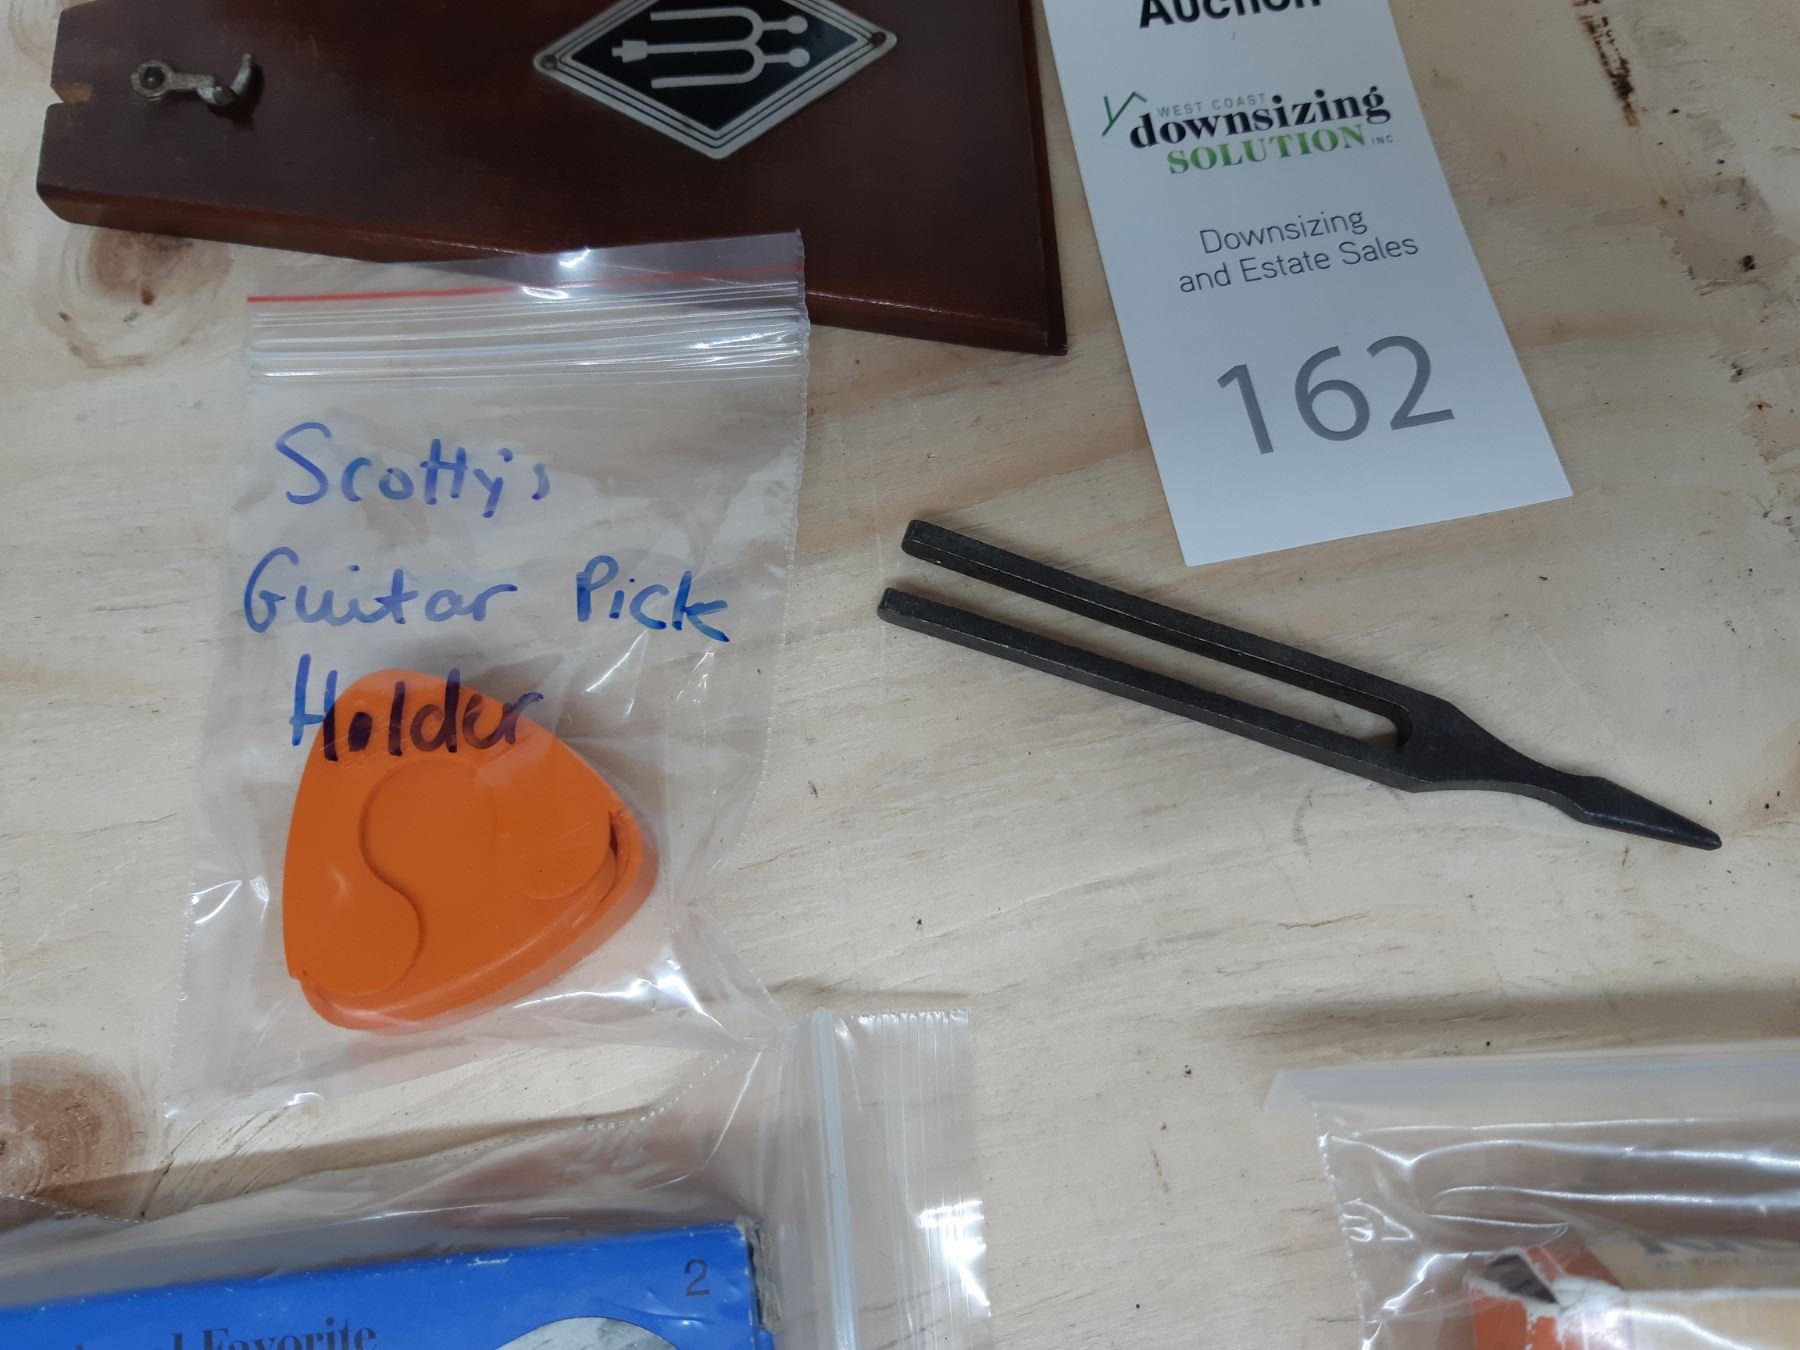 Auction
WEST COAST
downsizing
SOLUTION INC.
Downsizing
and Estate Sales
162
Scotty's
Guitar Pick
Holder
2
Favorite